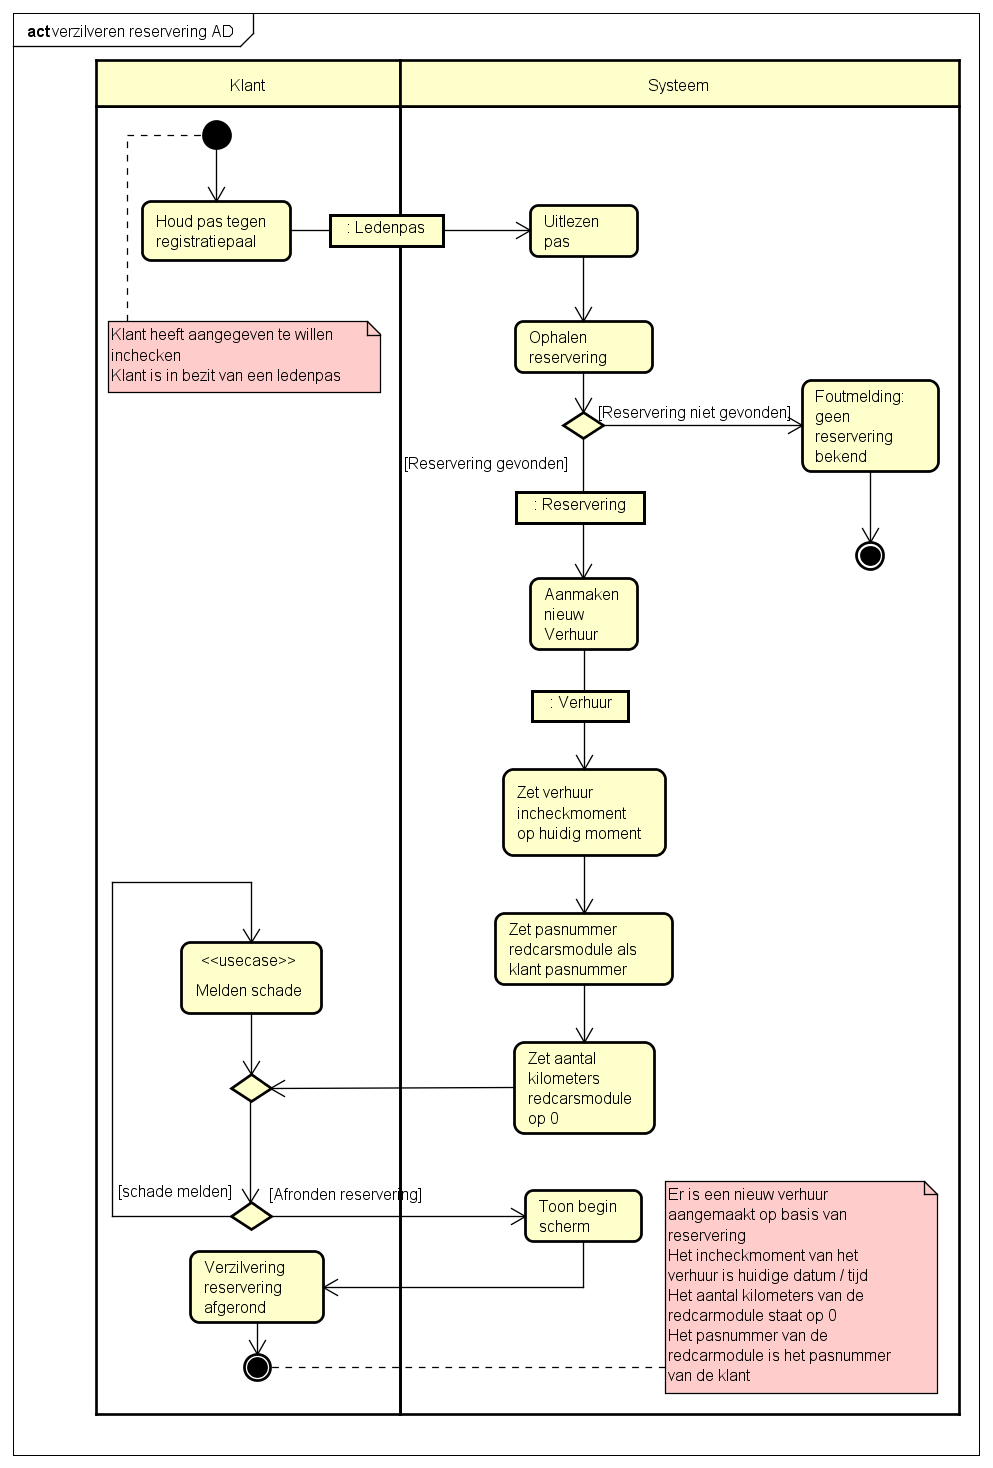 act verzilveren reservering AD
Klant
Systeem
Houd pas tegen
registratiepaal
: Ledenpas
Uitlezen
pas
Klant heeft aangegeven te willen
inchecken
Klant is in bezit van een ledenpas
Ophalen
reservering
[Reservering niet gevonden]
Foutmelding:
geen
reservering
bekend
[Reservering gevonden]
: Reservering
Aanmaken
nieuw
Verhuur
: Verhuur
Zet verhuur
incheckmoment
op huidig moment
Zet pasnummer
redcarsmodule als
klant pasnummer
<<usecase>>
Melden schade
Zet aantal
kilometers
redcarsmodule
op 0
[schade melden]
[Afronden reservering]
Toon begin
scherm
Verzilvering
reservering
afgerond
Er is een nieuw verhuur
aangemaakt op basis van
reservering
Het incheckmoment van het
verhuur is huidige datum / tijd
Het aantal kilometers van de
redcarmodule staat op 0
Het pasnummer van de
redcarmodule is het pasnummer
van de klant